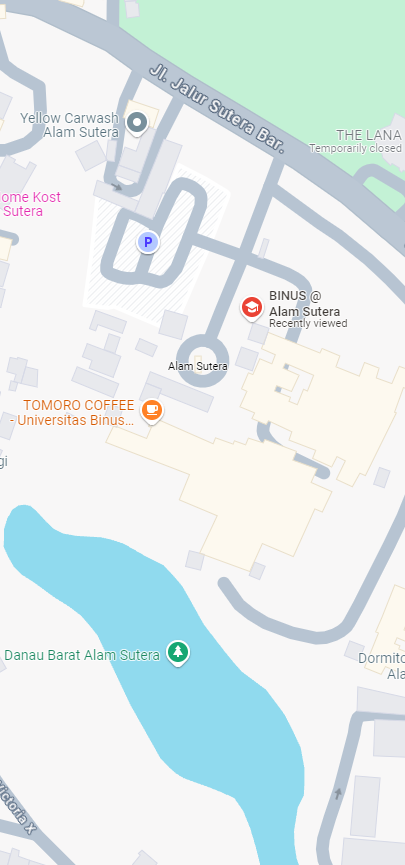 Jl. Jalur Sutera Bar.
Yellow Carwash
Alam Sutera
THE LANA
Temporarily closed
ome Kost
Sutera
P
BINUS @
Alam Sutera
Recently viewed
Alam Sutera
TOMORO COFFEE
- Universitas Binus...
gi
Danau Barat Alam Sutera
Dormito
Ala
Victoria X